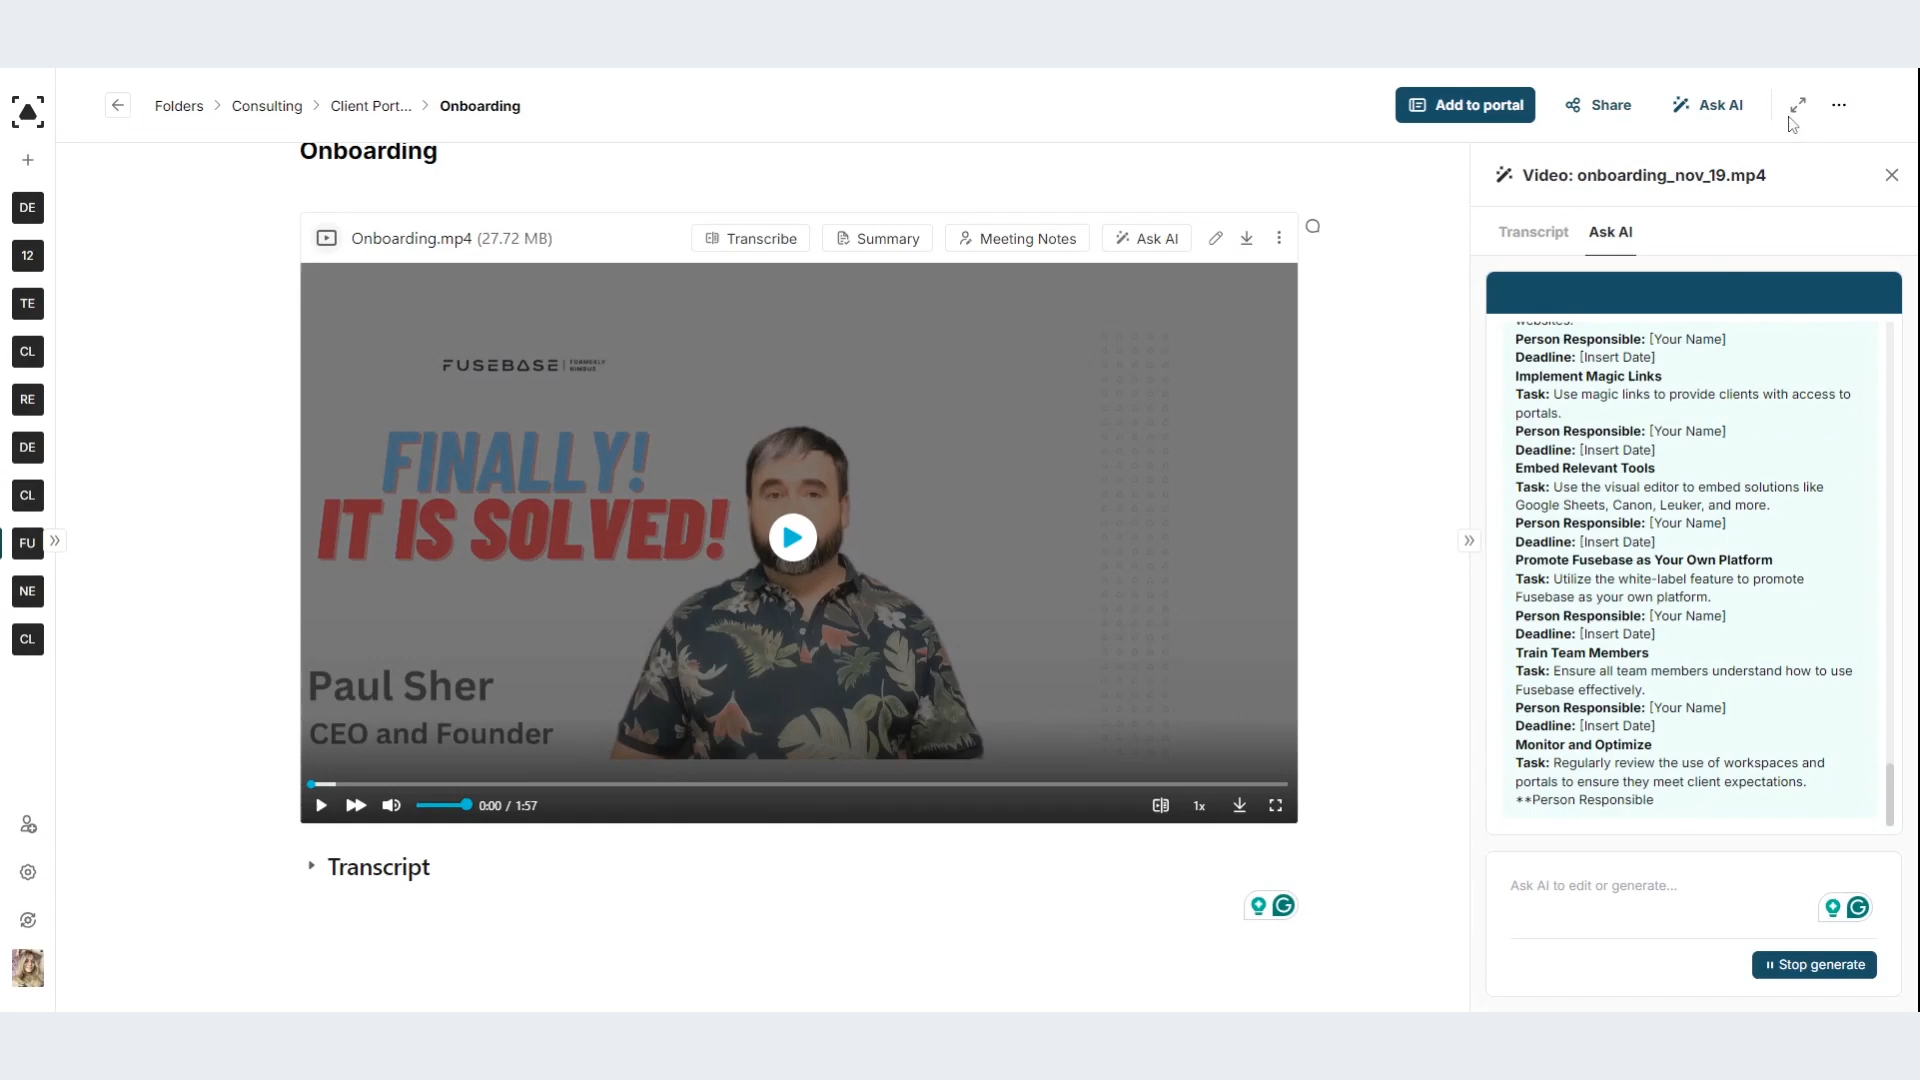 Folders > Consulting > Client Port... > Onboarding
Add to portal
Share
Ask AI
DE
12
TE
CL
RE
DE
CL
FU
NE
CL
Onboarding
Onboarding.mp4 (27.72 MB)
Transcribe
Summary
Meeting Notes
Ask AI
FUSEBASE | FORMERLY NIMBUS
FINALLY!
IT IS SOLVED!
Paul Sher
CEO and Founder
0:00 / 1:57
1x
Transcript
Video: onboarding_nov_19.mp4
Transcript
Ask AI
websites.
Person Responsible: [Your Name]
Deadline: [Insert Date]
Implement Magic Links
Task: Use magic links to provide clients with access to
portals.
Person Responsible: [Your Name]
Deadline: [Insert Date]
Embed Relevant Tools
Task: Use the visual editor to embed solutions like
Google Sheets, Canon, Leuker, and more.
Person Responsible: [Your Name]
Deadline: [Insert Date]
Promote Fusebase as Your Own Platform
Task: Utilize the white-label feature to promote
Fusebase as your own platform.
Person Responsible: [Your Name]
Deadline: [Insert Date]
Train Team Members
Task: Ensure all team members understand how to use
Fusebase effectively.
Person Responsible: [Your Name]
Deadline: [Insert Date]
Monitor and Optimize
Task: Regularly review the use of workspaces and
portals to ensure they meet client expectations.
**Person Responsible
Ask AI to edit or generate...
Stop generate